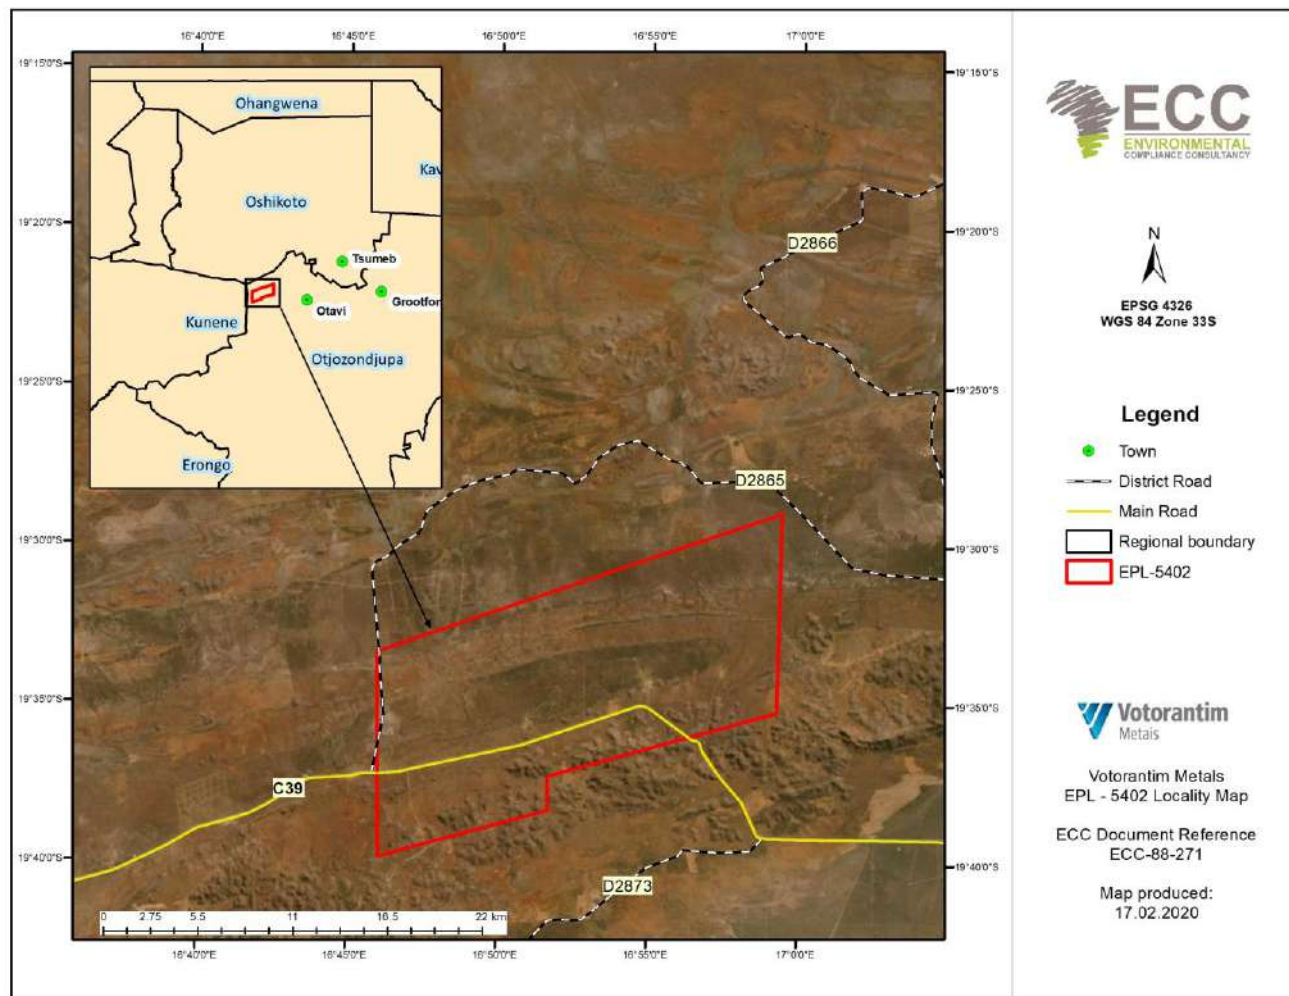 16°40'0"E
16°45'0"E
16°50'0"E
16°55'0"E
17°0'0"E
19°15'0"S
19°15'0"S
19°20'0"S
19°20'0"S
19°25'0"S
19°25'0"S
19°30'0"S
19°30'0"S
19°35'0"S
19°35'0"S
19°40'0"S
19°40'0"S
Ohangwena
Kav
Oshikoto
Tsumeb
Grootfon
Otavi
Kunene
Otjozondjupa
Erongo
D2866
D2865
C39
D2873
0 2.75 5.5 11 16.5 22 km
16°40'0"E
16°45'0"E
16°50'0"E
16°55'0"E
17°0'0"E
ECC
ENVIRONMENTAL
COMPLIANCE CONSULTANCY
N
EPSG 4326
WGS 84 Zone 33S
Legend
Town
District Road
Main Road
Regional boundary
EPL-5402
Votorantim
Metais
Votorantim Metals
EPL - 5402 Locality Map
ECC Document Reference
ECC-88-271
Map produced:
17.02.2020